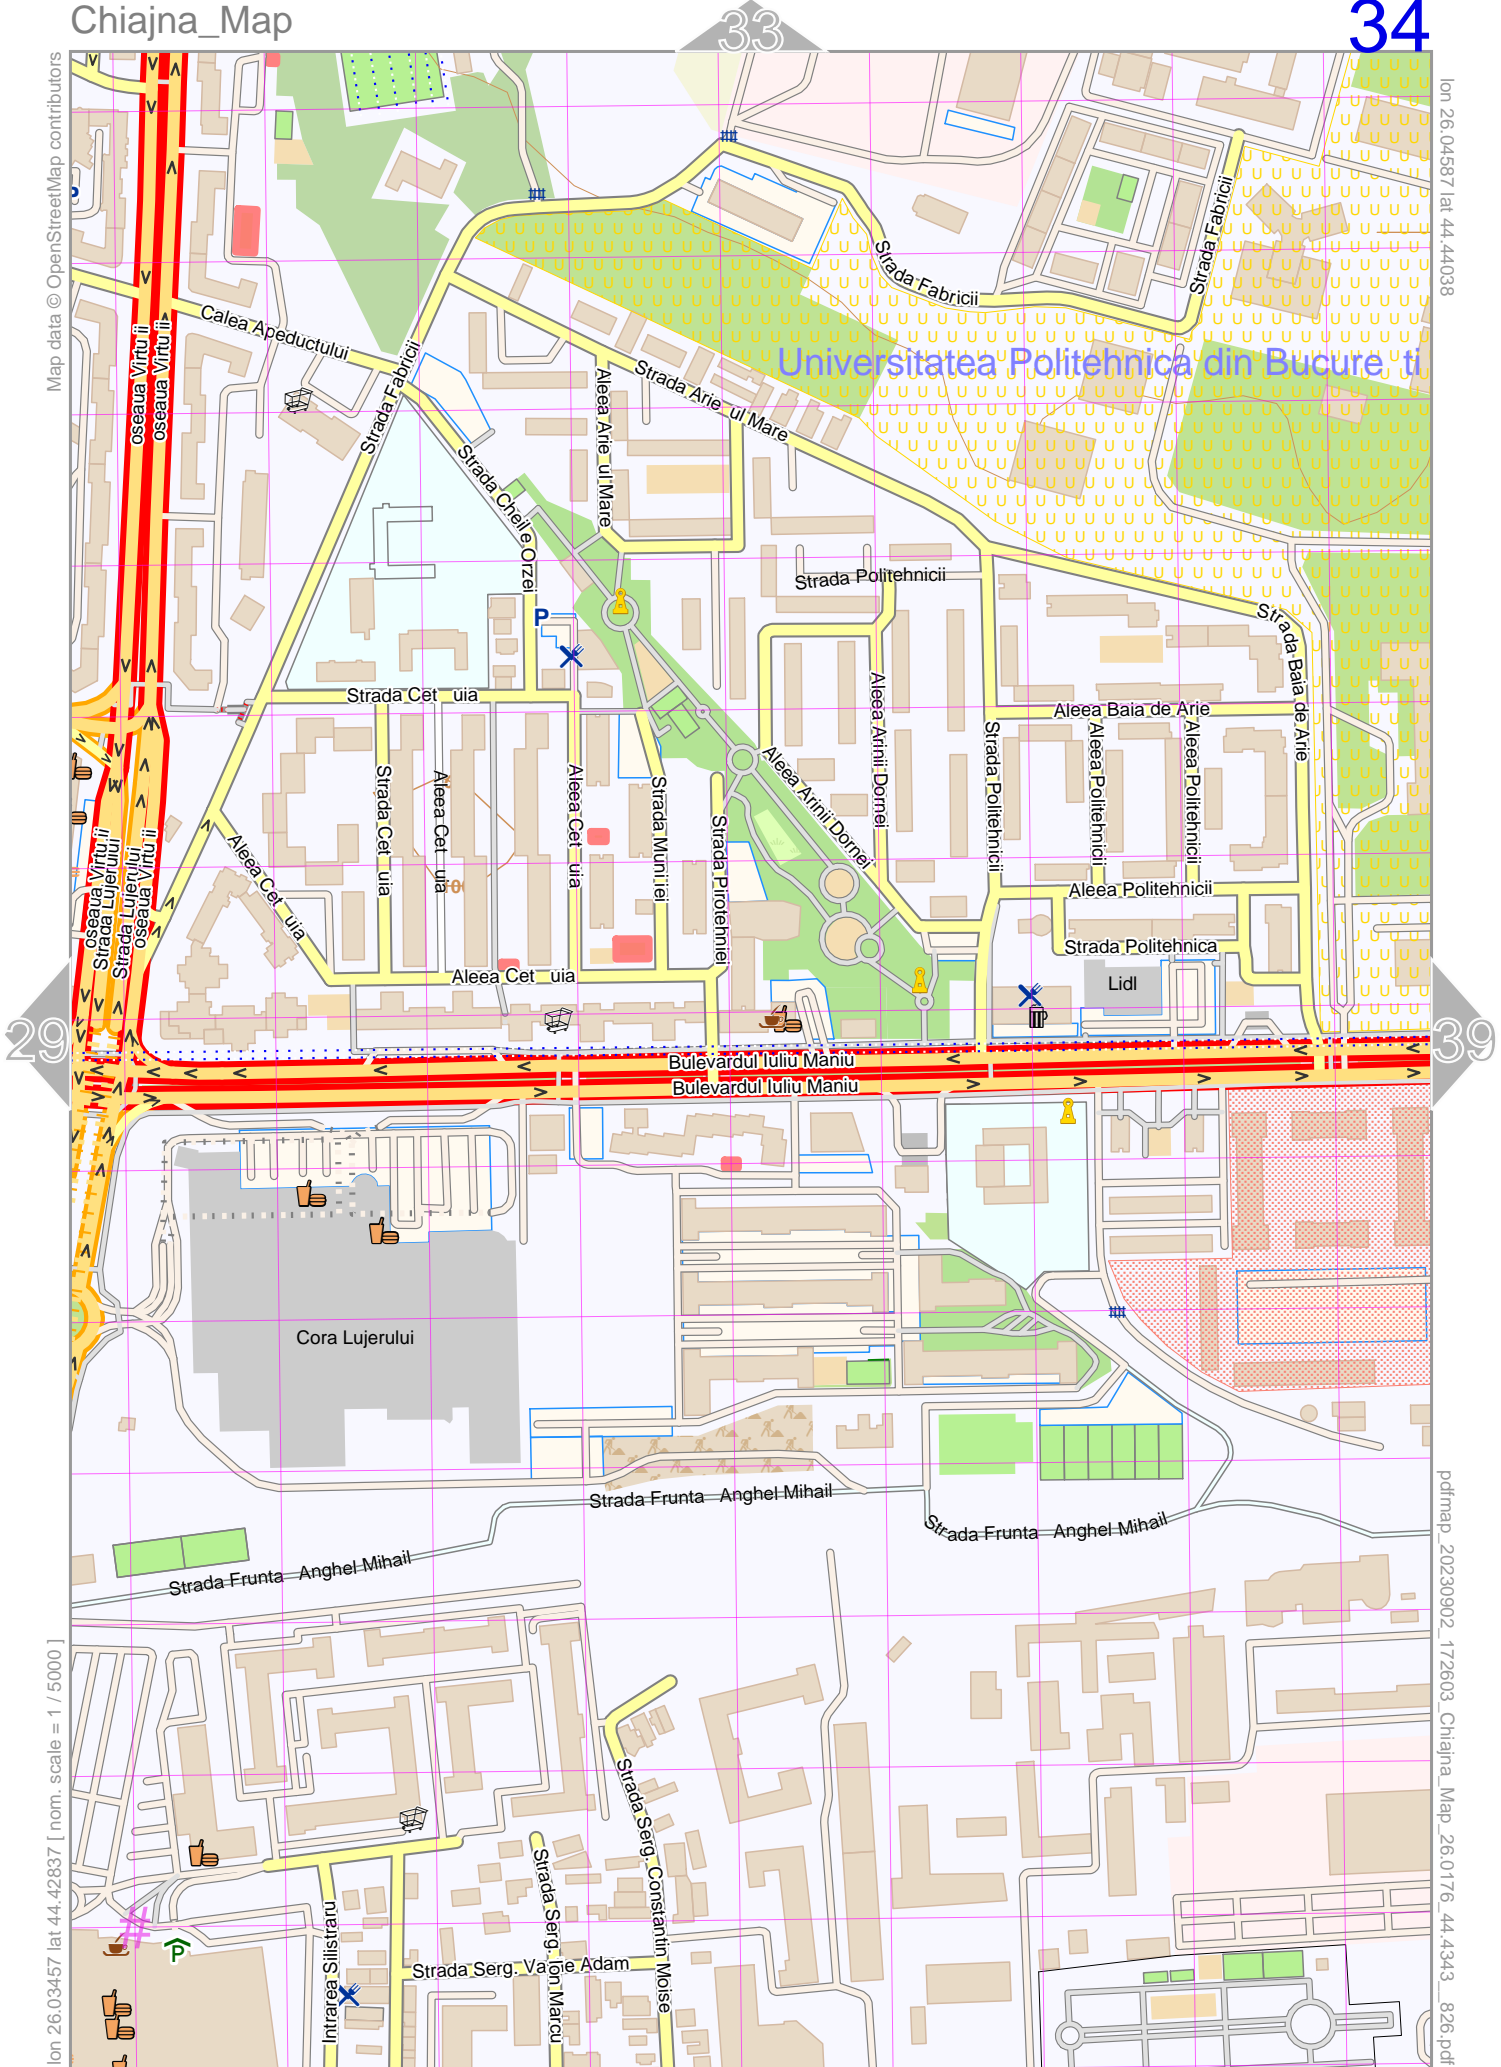 Chiajna_Map
33
34
Map data © OpenStreetMap contributors
lon 26.04587 lat 44.44038
Strada Fabricii
Strada Fabricii
Calea Apeductului
oseaua Virtu ii
oseaua Virtu ii
Strada Fabricii
Universitatea Politehnica din Bucure ti
Strada Arie ul Mare
Aleea Arie ul Mare
Strada Cheile Orzei
Strada Politehnicii
P
Strada Baia de Arie
Strada Cet uia
Aleea Baia de Arie
Aleea Arinii Dornei
Aleea Arinii Dornei
Strada Politehnicii
Aleea Politehnicii
Aleea Politehnicii
Strada Cet uia
Aleea Cet uia
Aleea Cet uia
Strada Muni iei
Strada Pirotehniei
oseaua Virtu ii
Strada Lujerului
Strada Lujerului
oseaua Virtu ii
Aleea Cet uia
Aleea Politehnicii
Strada Politehnica
Aleea Cet uia
Lidl
29
39
Bulevardul Iuliu Maniu
Bulevardul Iuliu Maniu
Cora Lujerului
Strada Frunta Anghel Mihail
Strada Frunta Anghel Mihail
Strada Frunta Anghel Mihail
Strada Serg. Constantin Moise
Strada Serg. Ion Marcu
Intrarea Silistraru
Strada Serg. Va ie Adam
P
lon 26.03457 lat 44.42837 [ nom. scale = 1 / 5000 ]
pdfmap_20230902_172603_Chiajna_Map_26.0176_44.4343__826.pdf